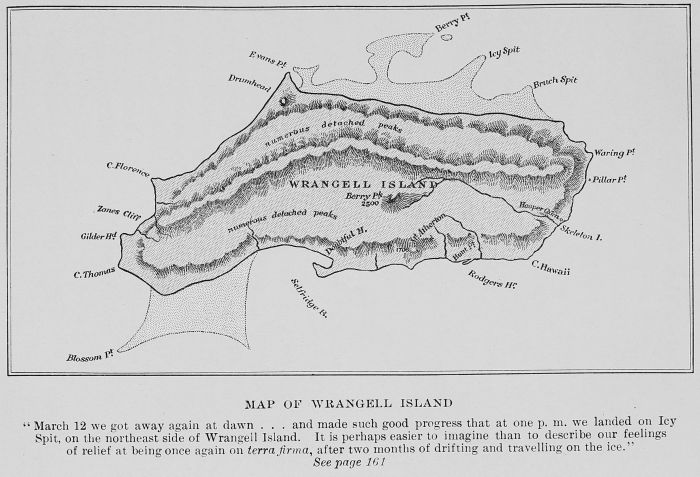 Berry Pt
Evans Pt.
Icy Spit
Drumhead
Bruch Spit
numerous detached peaks
Waring Pt.
C. Florence
Pillar Pt.
WRANGELL ISLAND
Berry Pk
2500
Zanes Cliff
Hooper Cairn
numerous detached peaks
Skeleton I.
Gilder Hd.
Doubtful H.
Hunt Pt.
C. Thomas
C. Hawaii
Rodgers Hr.
Selfridge B.
Blossom Pt.
MAP OF WRANGELL ISLAND
“March 12 we got away again at dawn . . . and made such good progress that at one p. m. we landed on Icy
Spit, on the northeast side of Wrangell Island. It is perhaps easier to imagine than to describe our feelings
of relief at being once again on terra firma, after two months of drifting and travelling on the ice.”
See page 161